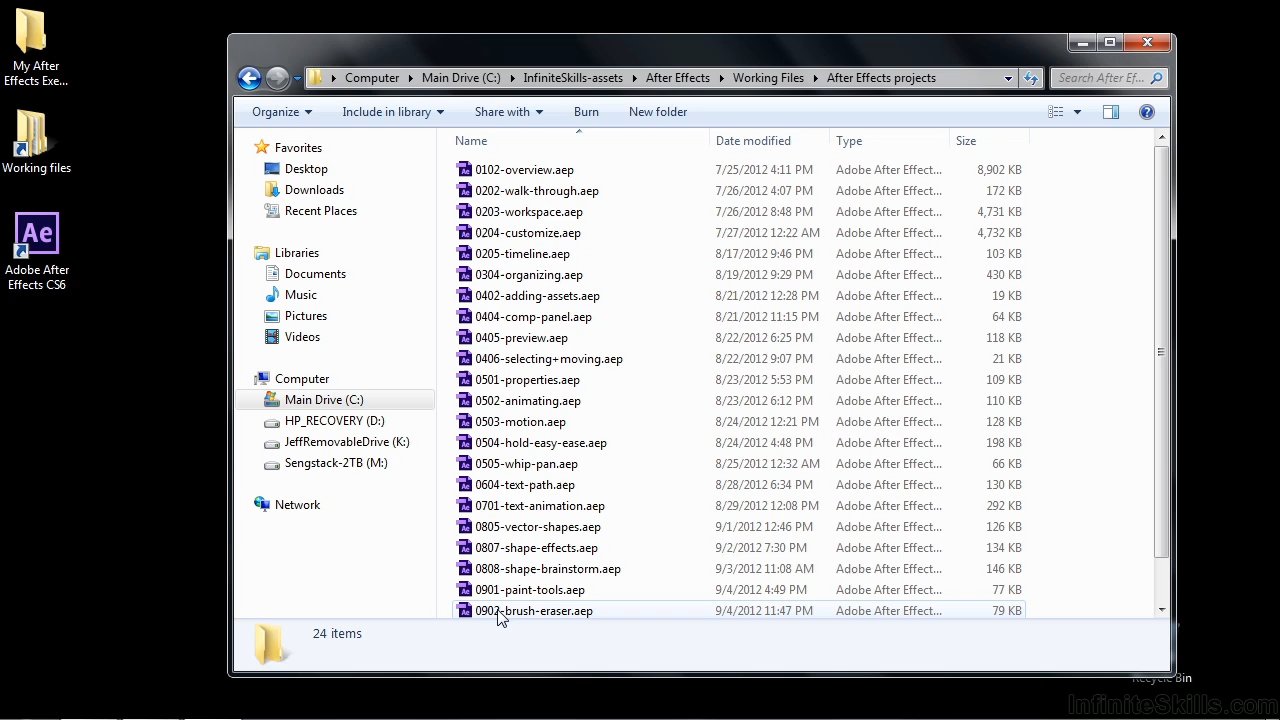 My After
Effects Exe...
Working files
Ae
Adobe After
Effects CS6
Computer Main Drive (C:) InfiniteSkills-assets After Effects Working Files After Effects projects
Search After Ef...
Organize Include in library Share with Burn New folder
Favorites
Desktop
Downloads
Recent Places
Libraries
Documents
Music
Pictures
Videos
Computer
Main Drive (C:)
HP_RECOVERY (D:)
JeffRemovableDrive (K:)
Sengstack-2TB (M:)
Network
Name Date modified Type Size
0102-overview.aep 7/25/2012 4:11 PM Adobe After Effect... 8,902 KB
0202-walk-through.aep 7/26/2012 4:07 PM Adobe After Effect... 172 KB
0203-workspace.aep 7/26/2012 8:48 PM Adobe After Effect... 4,731 KB
0204-customize.aep 7/27/2012 12:22 AM Adobe After Effect... 4,732 KB
0205-timeline.aep 8/17/2012 9:46 PM Adobe After Effect... 103 KB
0304-organizing.aep 8/19/2012 9:29 PM Adobe After Effect... 430 KB
0402-adding-assets.aep 8/21/2012 12:28 PM Adobe After Effect... 19 KB
0404-comp-panel.aep 8/21/2012 11:15 PM Adobe After Effect... 64 KB
0405-preview.aep 8/22/2012 6:25 PM Adobe After Effect... 118 KB
0406-selecting+moving.aep 8/22/2012 9:07 PM Adobe After Effect... 21 KB
0501-properties.aep 8/23/2012 5:53 PM Adobe After Effect... 109 KB
0502-animating.aep 8/23/2012 6:12 PM Adobe After Effect... 110 KB
0503-motion.aep 8/24/2012 12:21 PM Adobe After Effect... 128 KB
0504-hold-easy-ease.aep 8/24/2012 4:48 PM Adobe After Effect... 198 KB
0505-whip-pan.aep 8/25/2012 12:32 AM Adobe After Effect... 66 KB
0604-text-path.aep 8/28/2012 6:34 PM Adobe After Effect... 130 KB
0701-text-animation.aep 8/29/2012 12:08 PM Adobe After Effect... 292 KB
0805-vector-shapes.aep 9/1/2012 12:46 PM Adobe After Effect... 126 KB
0807-shape-effects.aep 9/2/2012 7:30 PM Adobe After Effect... 134 KB
0808-shape-brainstorm.aep 9/3/2012 11:08 AM Adobe After Effect... 146 KB
0901-paint-tools.aep 9/4/2012 4:49 PM Adobe After Effect... 77 KB
0902-brush-eraser.aep 9/4/2012 11:47 PM Adobe After Effect... 79 KB
24 items
Recycle Bin
InfiniteSkills.com